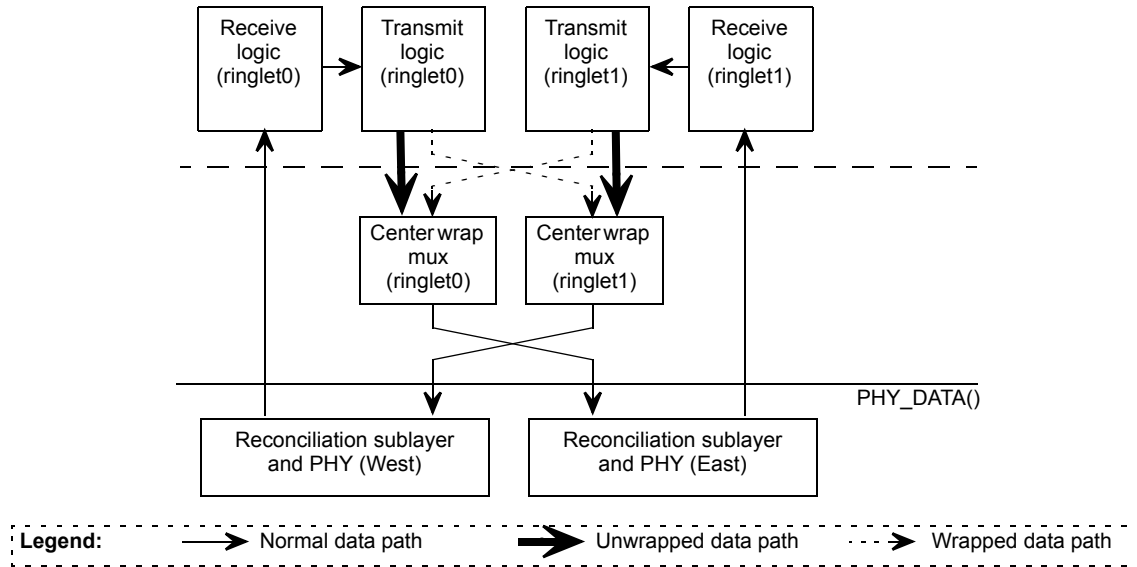 Receive
logic
(ringlet0)
Transmit
logic
(ringlet0)
Transmit
logic
(ringlet1)
Receive
logic
(ringlet1)
Center wrap
mux
(ringlet0)
Center wrap
mux
(ringlet1)
PHY_DATA()
Reconciliation sublayer
and PHY (West)
Reconciliation sublayer
and PHY (East)
Legend:
Normal data path
Unwrapped data path
Wrapped data path